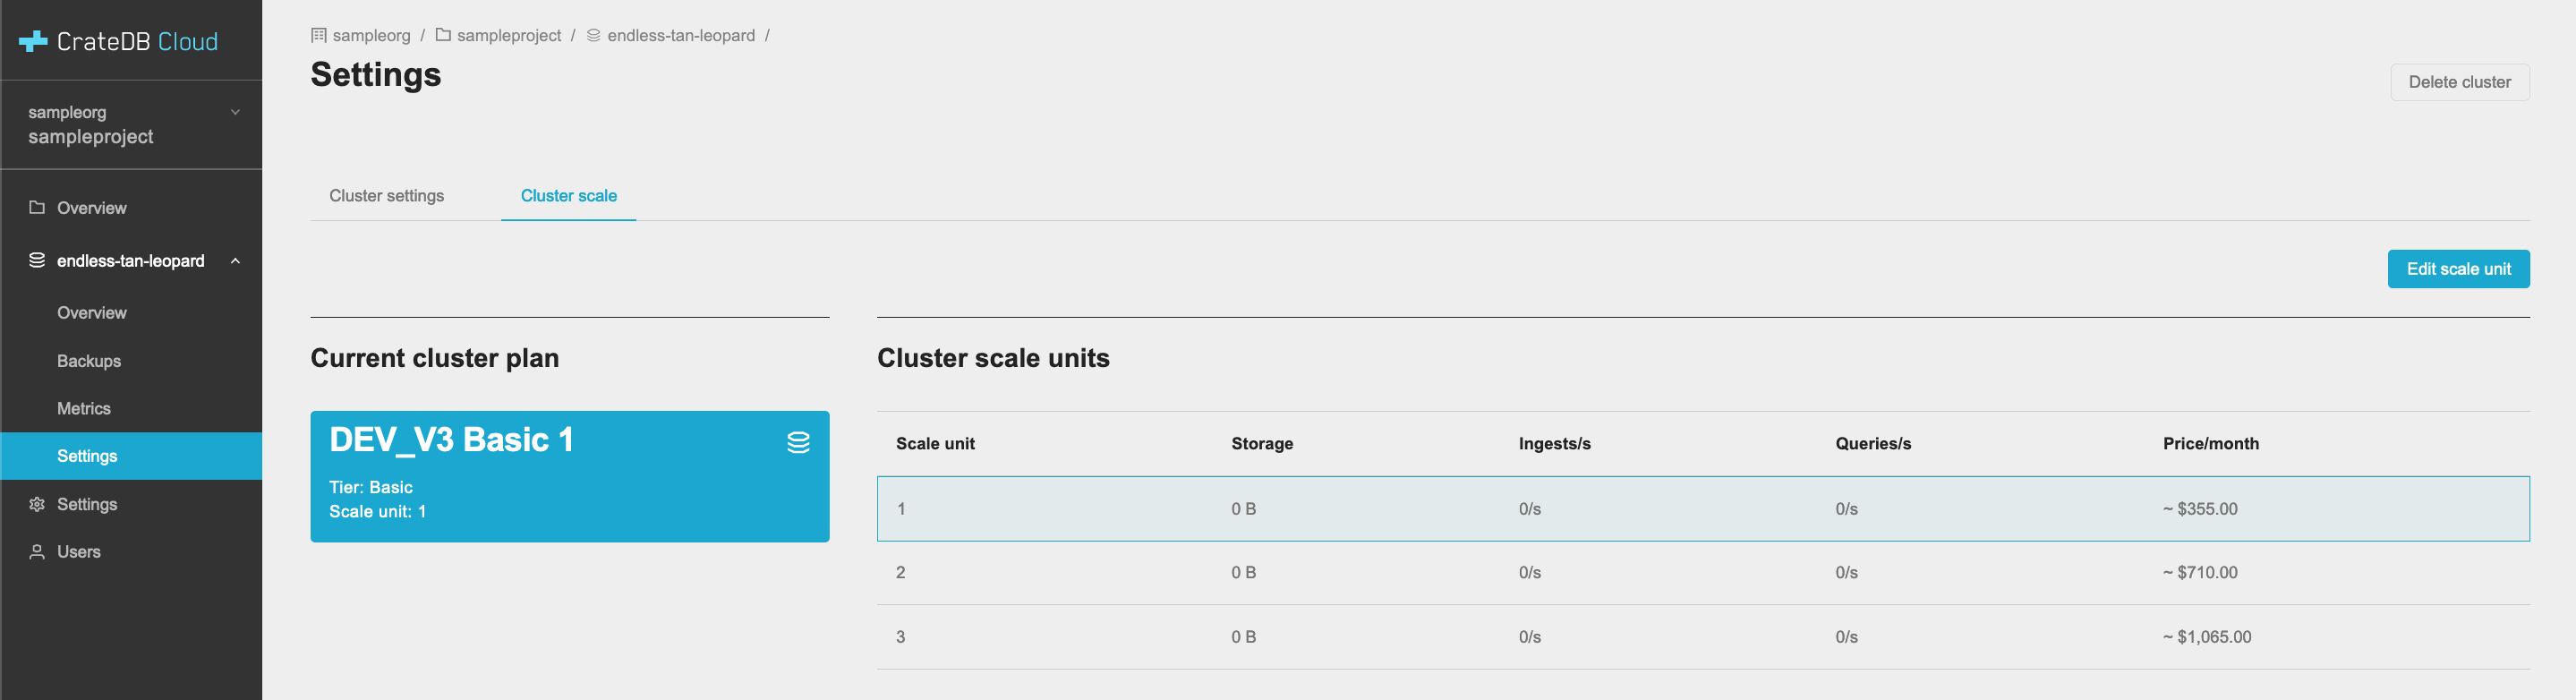 CrateDB Cloud
sampleorg
sampleproject
Overview
endless-tan-leopard
Overview
Backups
Metrics
Settings
Settings
Users
sampleorg / sampleproject / endless-tan-leopard /
Settings
Delete cluster
Cluster settings
Cluster scale
Edit scale unit
Current cluster plan
DEV_V3 Basic 1
Tier: Basic
Scale unit: 1
Cluster scale units
Scale unit Storage Ingests/s Queries/s Price/month
1 0 B 0/s 0/s ~ $355.00
2 0 B 0/s 0/s ~ $710.00
3 0 B 0/s 0/s ~ $1,065.00